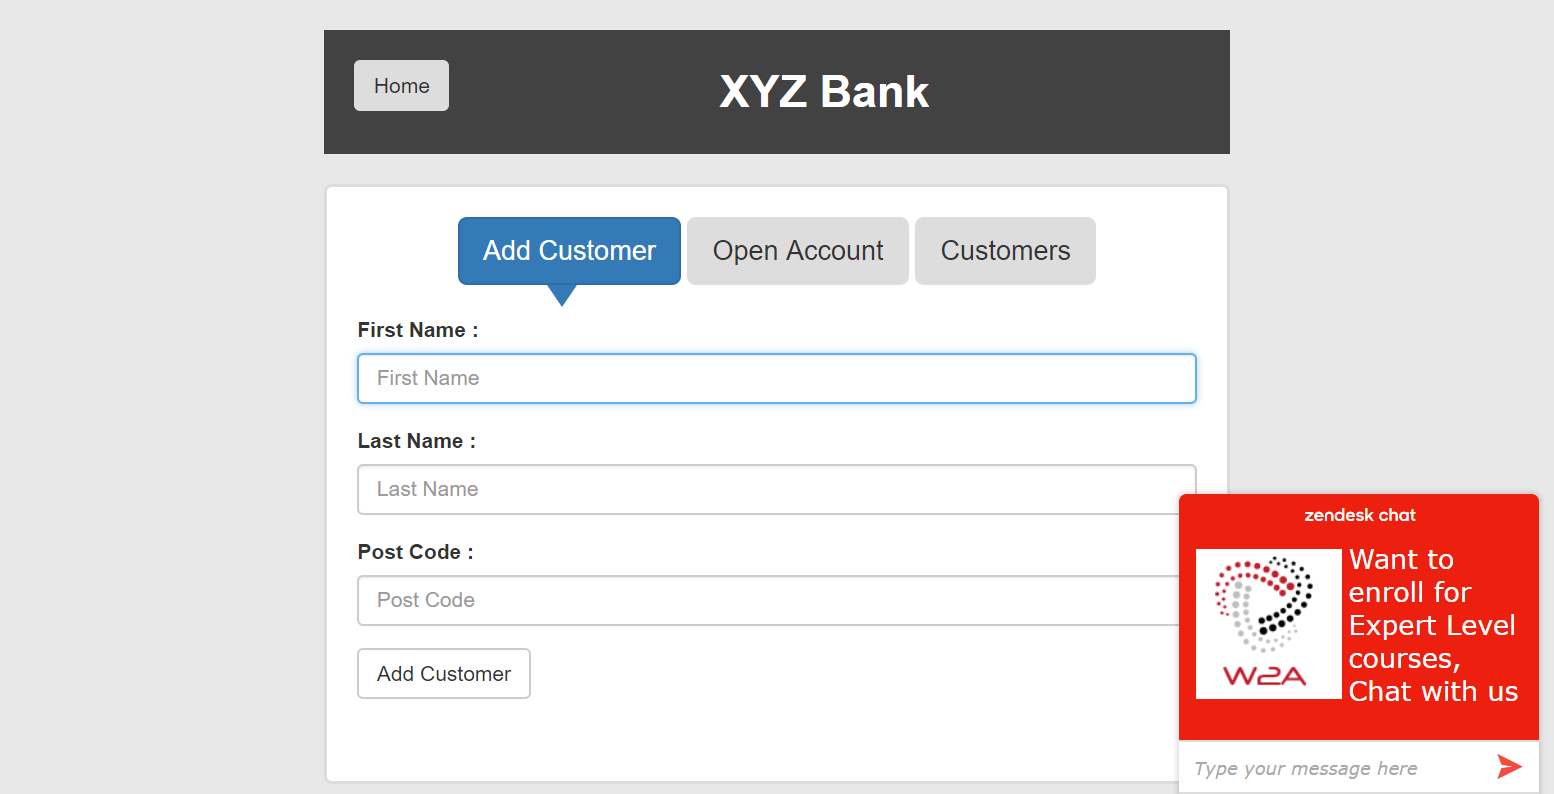 Home
XYZ Bank
Add Customer
Open Account
Customers
First Name :
First Name
Last Name :
Last Name
Post Code :
Post Code
Add Customer
zendesk chat
W2A
Want to
enroll for
Expert Level
courses,
Chat with us
Type your message here